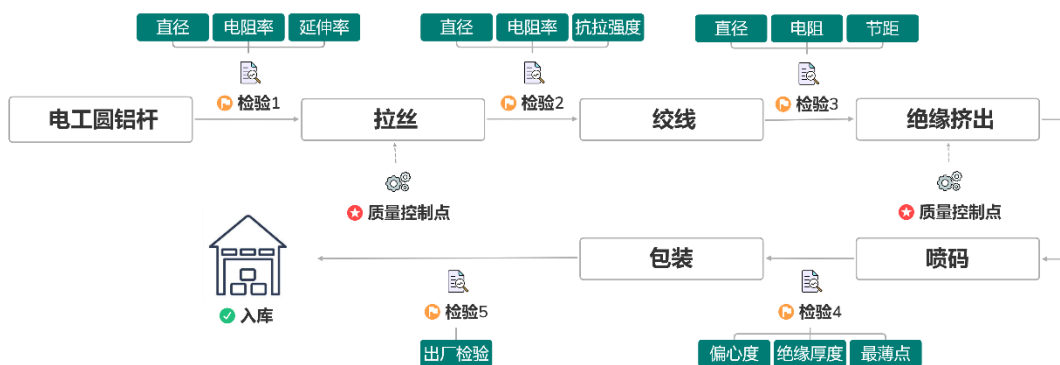 直径 电阻率 延伸率
直径 电阻率 抗拉强度
直径 电阻 节距
检验1
检验2
检验3
电工圆铝杆
拉丝
绞线
绝缘挤出
质量控制点
质量控制点
包装
喷码
入库
检验5
检验4
出厂检验
偏心度 绝缘厚度 最薄点